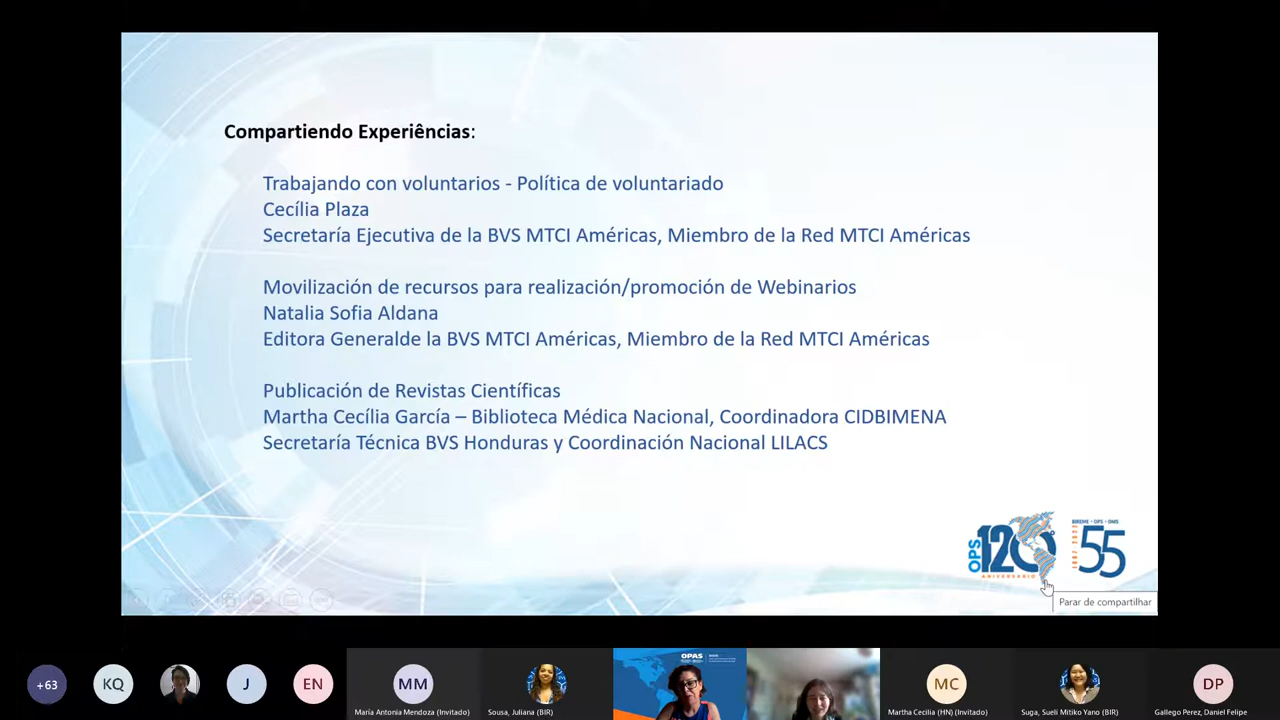 Compartiendo Experiências:
Trabajando con voluntarios - Política de voluntariado
Cecília Plaza
Secretaría Ejecutiva de la BVS MTCI Américas, Miembro de la Red MTCI Américas
Movilización de recursos para realización/promoción de Webinarios
Natalia Sofia Aldana
Editora Generalde la BVS MTCI Américas, Miembro de la Red MTCI Américas
Publicación de Revistas Científicas
Martha Cecília García – Biblioteca Médica Nacional, Coordinadora CIDBIMENA
Secretaría Técnica BVS Honduras y Coordinación Nacional LILACS
OPS 120
ANIVERSARIO
BIREME • OPS • OMS
55
Parar de compartilhar
+63
KQ
J
EN
MM
María Antonia Mendoza (Invitado)
Sousa, Juliana (BIR)
OPAS
MC
Martha Cecilia (HN) (Invitado)
Suga, Sueli Mitiko Yano (BIR)
DP
Gallego Perez, Daniel Felipe